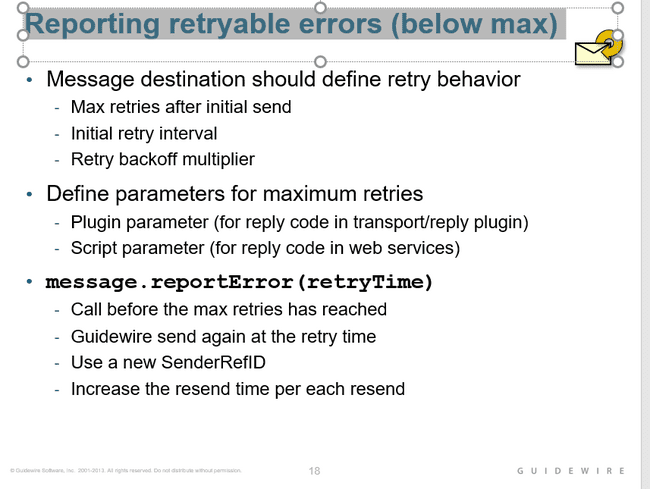 Reporting retryable errors (below max)
• Message destination should define retry behavior
- Max retries after initial send
- Initial retry interval
- Retry backoff multiplier
• Define parameters for maximum retries
- Plugin parameter (for reply code in transport/reply plugin)
- Script parameter (for reply code in web services)
• message.reportError(retryTime)
- Call before the max retries has reached
- Guidewire send again at the retry time
- Use a new SenderRefID
- Increase the resend time per each resend
© Guidewire Software, Inc. 2001-2013. All rights reserved. Do not distribute without permission.
18
GUIDEWIRE